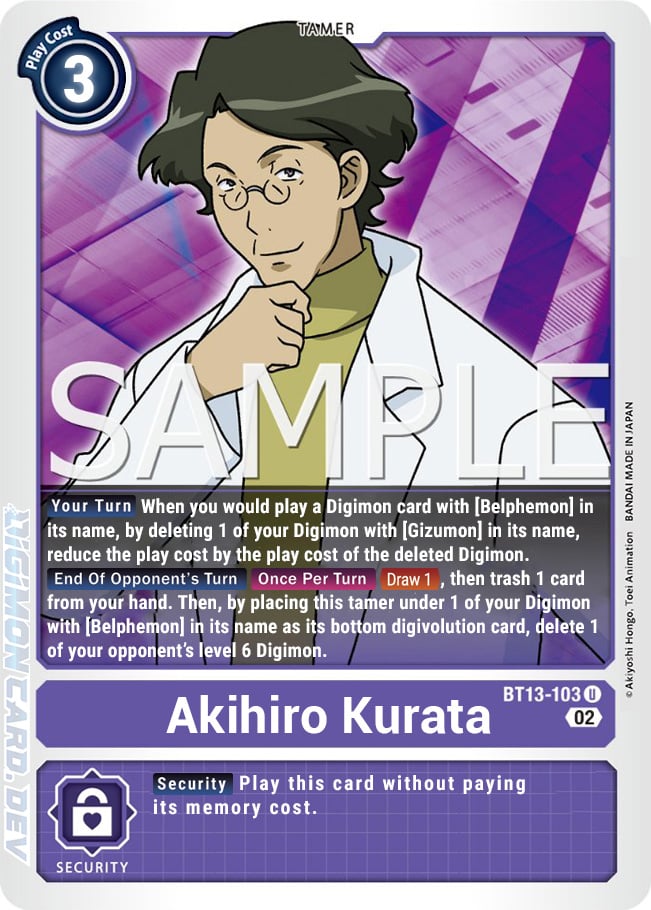 TAMER
Play Cost
3
SAMPLE
Your Turn When you would play a Digimon card with [Belphemon] in
its name, by deleting 1 of your Digimon with [Gizumon] in its name,
reduce the play cost by the play cost of the deleted Digimon.
End Of Opponent's Turn Once Per Turn Draw 1, then trash 1 card
from your hand. Then, by placing this tamer under 1 of your Digimon
with [Belphemon] in its name as its bottom digivolution card, delete 1
of your opponent's level 6 Digimon.
©Akiyoshi Hongo, Toei Animation BANDAI MADE IN JAPAN
DIGIMON CARD.DEV
BT13-103 U
02
Akihiro Kurata
Security Play this card without paying
its memory cost.
SECURITY